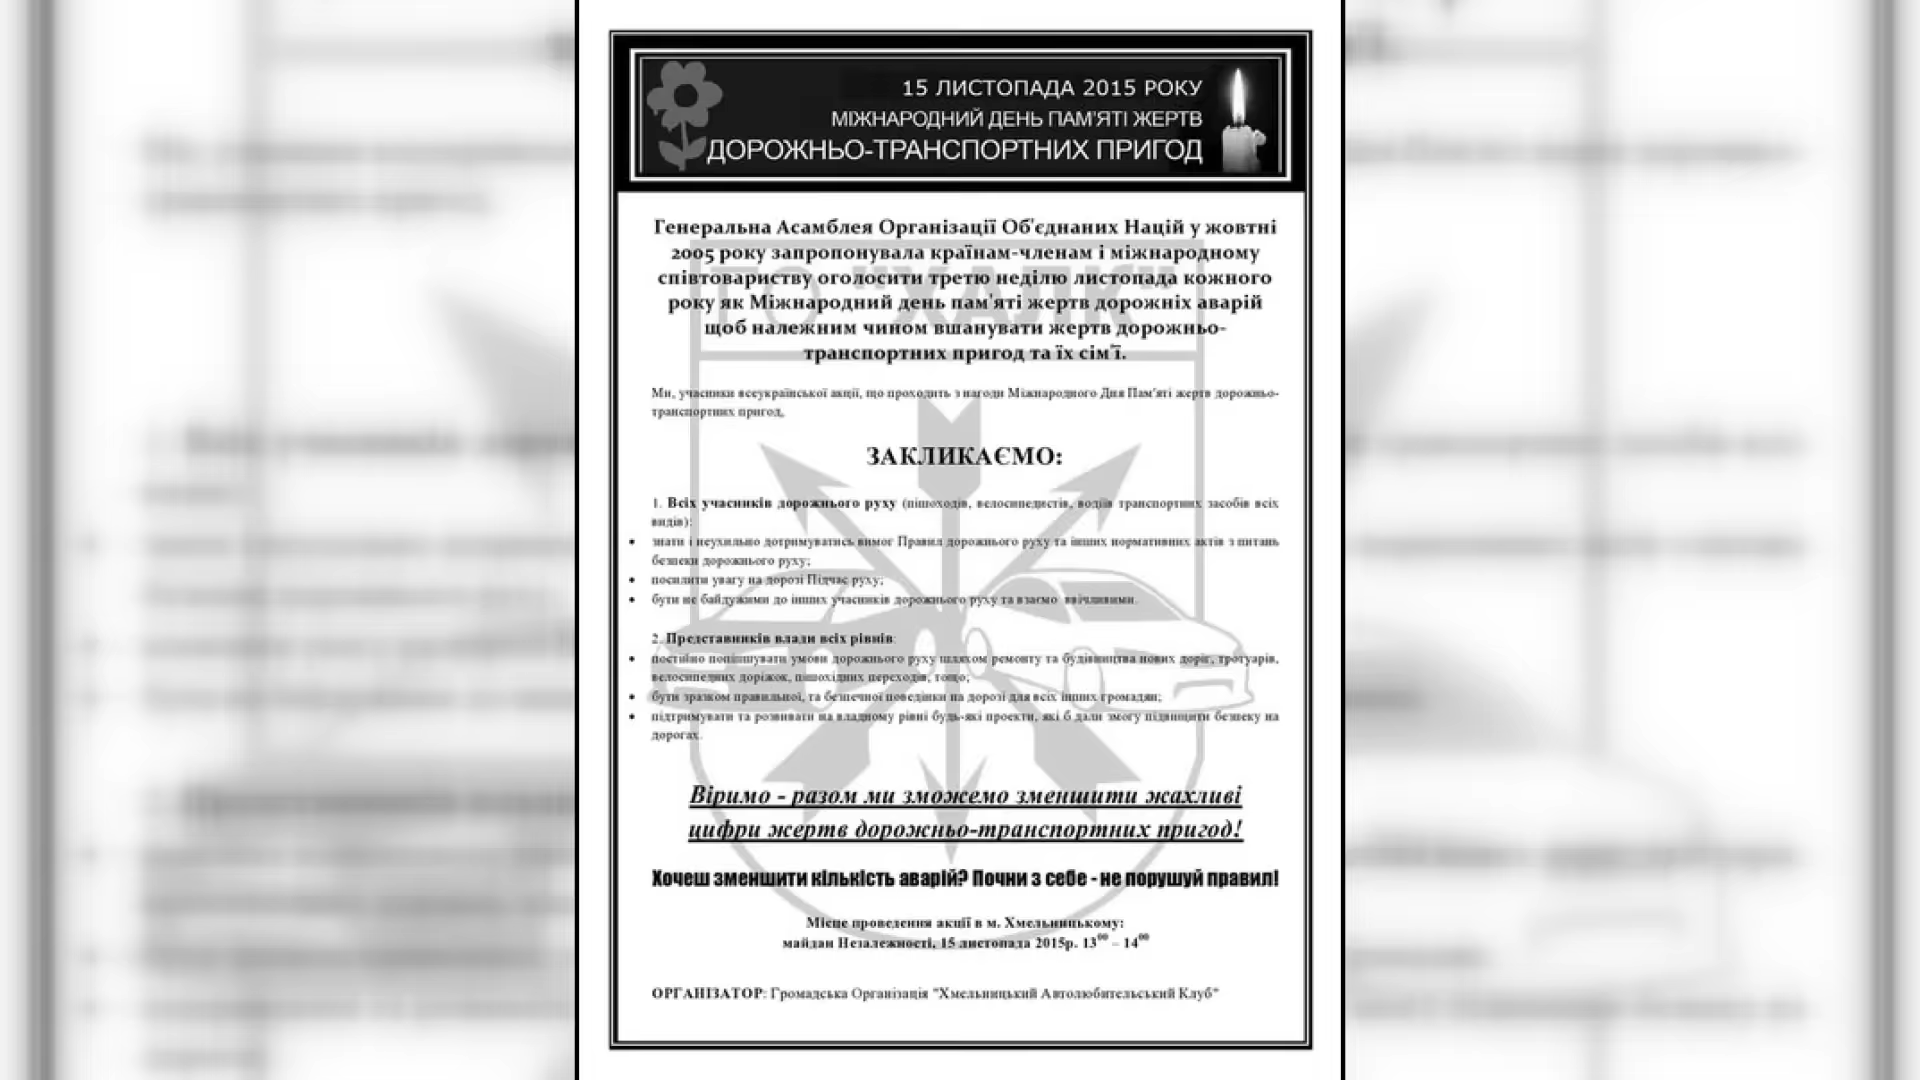 15 ЛИСТОПАДА 2015 РОКУ
МІЖНАРОДНИЙ ДЕНЬ ПАМ'ЯТІ ЖЕРТВ
ДОРОЖНЬО-ТРАНСПОРТНИХ ПРИГОД
ГО "ХАЛК"
Генеральна Асамблея Організації Об'єднаних Націй у жовтні
2005 року запропонувала країнам-членам і міжнародному
співтовариству оголосити третю неділю листопада кожного
року як Міжнародний день пам'яті жертв дорожніх аварій
щоб належним чином вшанувати жертв дорожньо-
транспортних пригод та їх сім'ї.
Ми, учасники всеукраїнської акції, що проходить з нагоди Міжнародного Дня Пам'яті жертв дорожньо-
транспортних пригод,
ЗАКЛИКАЄМО:
1. Всіх учасників дорожнього руху (пішоходів, велосипедистів, водіїв транспортних засобів всіх
видів):
• знати і неухильно дотримуватись вимог Правил дорожнього руху та інших нормативних актів з питань
безпеки дорожнього руху;
• посилити увагу на дорозі Підчас руху;
• бути не байдужими до інших учасників дорожнього руху та взаємо ввічливими.
2. Представників влади всіх рівнів:
• постійно поліпшувати умови дорожнього руху шляхом ремонту та будівництва нових доріг, тротуарів,
велосипедних доріжок, пішохідних переходів, тощо;
• бути зразком правильної, та безпечної поведінки на дорозі для всіх інших громадян;
• підтримувати та розвивати на владному рівні будь-які проекти, які б дали змогу підвищити безпеку на
дорогах.
Віримо - разом ми зможемо зменшити жахливі
цифри жертв дорожньо-транспортних пригод!
Хочеш зменшити кількість аварій? Почни з себе - не порушуй правил!
Місце проведення акції в м. Хмельницькому:
майдан Незалежності, 15 листопада 2015р. 13⁰⁰ – 14⁰⁰
ОРГАНІЗАТОР: Громадська Організація "Хмельницький Автолюбительський Клуб"